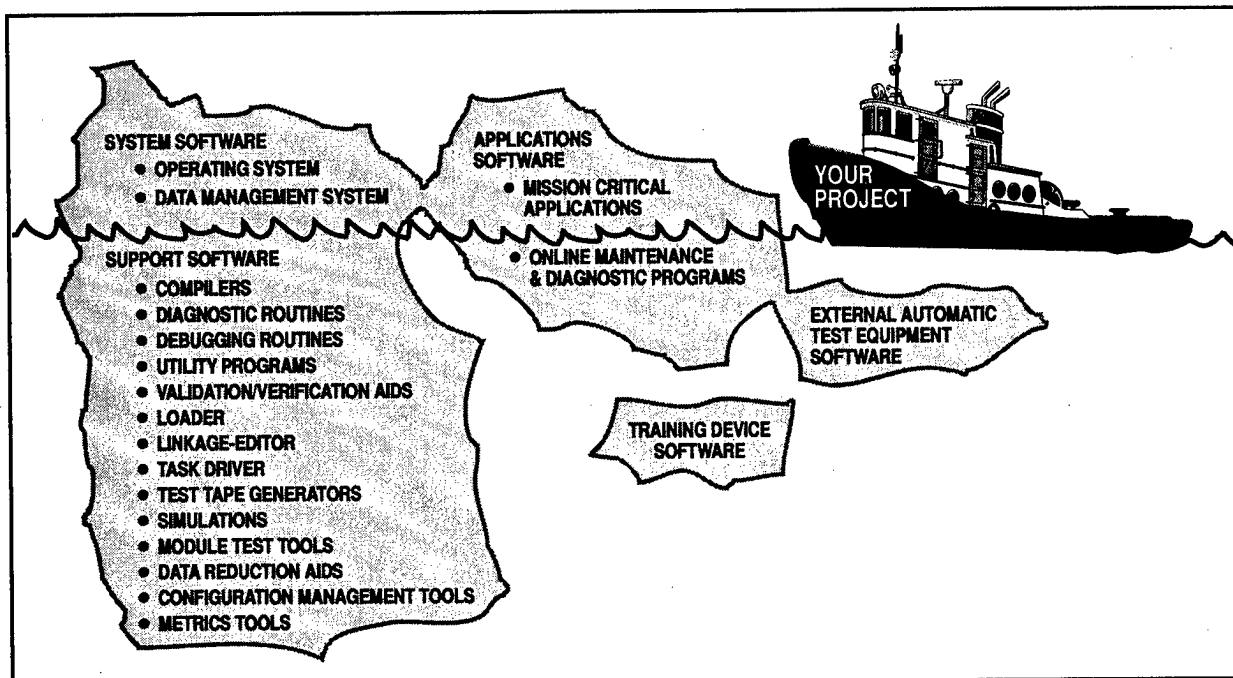 SYSTEM SOFTWARE
● OPERATING SYSTEM
● DATA MANAGEMENT SYSTEM
SUPPORT SOFTWARE
● COMPILERS
● DIAGNOSTIC ROUTINES
● DEBUGGING ROUTINES
● UTILITY PROGRAMS
● VALIDATION/VERIFICATION AIDS
● LOADER
● LINKAGE-EDITOR
● TASK DRIVER
● TEST TAPE GENERATORS
● SIMULATIONS
● MODULE TEST TOOLS
● DATA REDUCTION AIDS
● CONFIGURATION MANAGEMENT TOOLS
● METRICS TOOLS
APPLICATIONS
SOFTWARE
● MISSION CRITICAL
APPLICATIONS
● ONLINE MAINTENANCE
& DIAGNOSTIC PROGRAMS
YOUR
PROJECT
EXTERNAL AUTOMATIC
TEST EQUIPMENT
SOFTWARE
TRAINING DEVICE
SOFTWARE